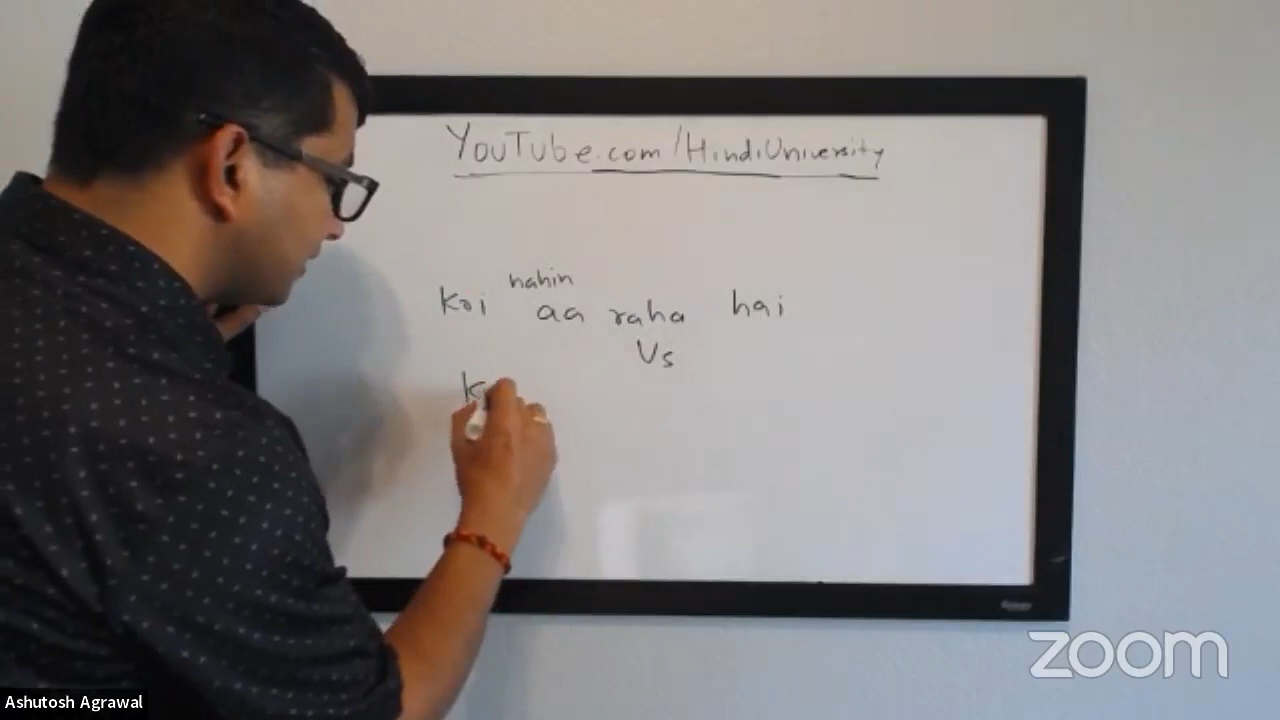 YouTube.com/HindiUniversity
nahin
Koi aa raha hai
Vs
zoom
Ashutosh Agrawal